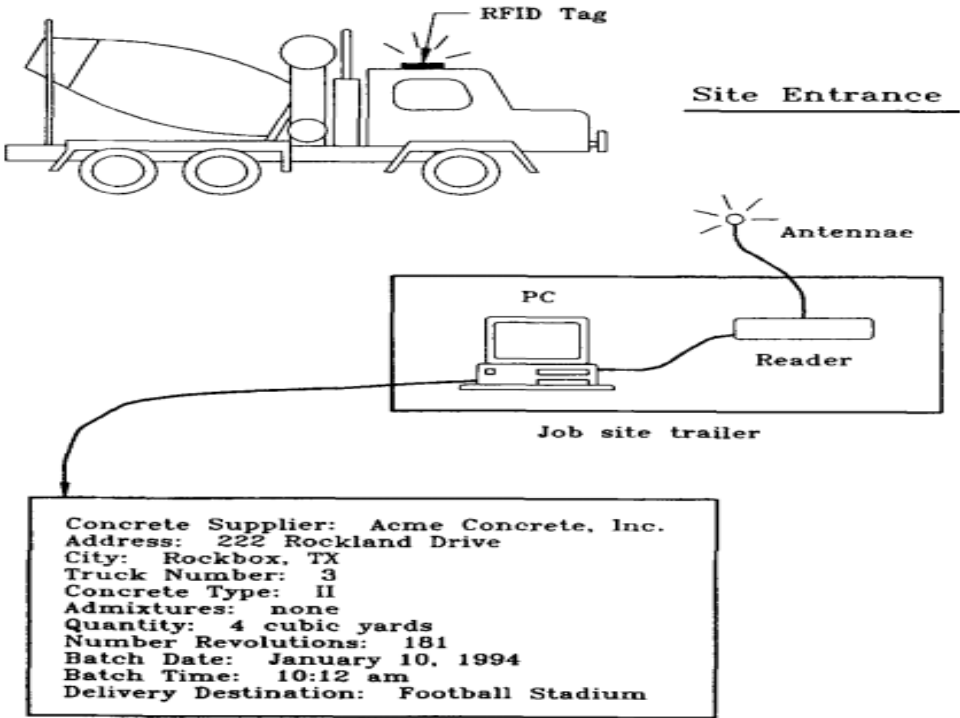 RFID Tag
Site Entrance
Antennae
PC
Reader
Job site trailer
Concrete Supplier: Acme Concrete, Inc.
Address: 222 Rockland Drive
City: Rockbox, TX
Truck Number: 3
Concrete Type: II
Admixtures: none
Quantity: 4 cubic yards
Number Revolutions: 181
Batch Date: January 10, 1994
Batch Time: 10:12 am
Delivery Destination: Football Stadium